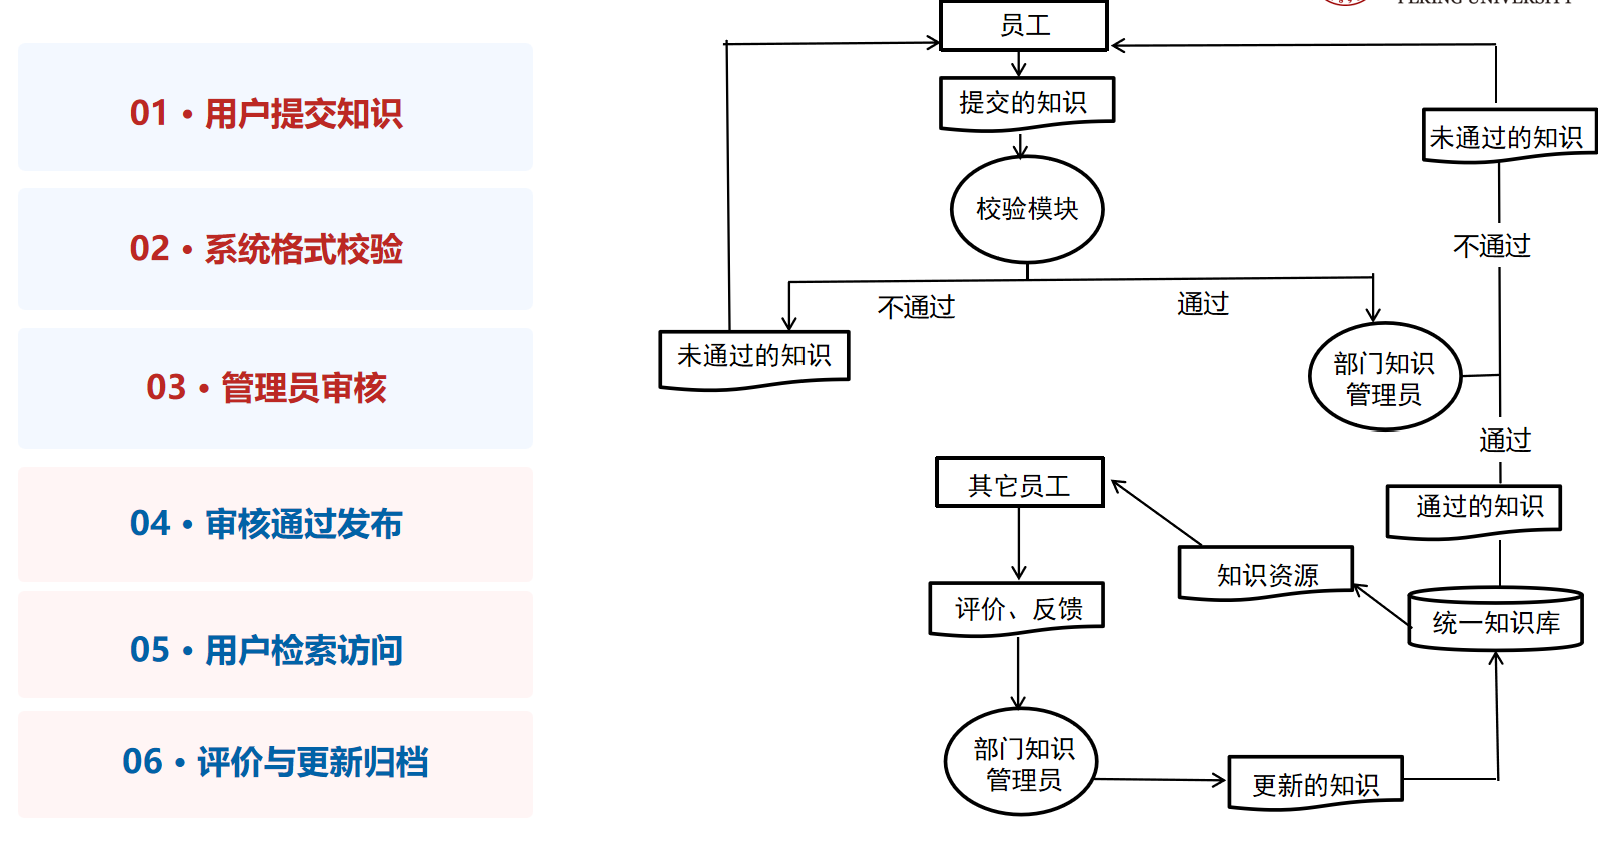 PEKING UNIVERSITY
01 • 用户提交知识
02 • 系统格式校验
03 • 管理员审核
04 • 审核通过发布
05 • 用户检索访问
06 • 评价与更新归档
员工
提交的知识
校验模块
不通过
通过
未通过的知识
部门知识
管理员
未通过的知识
不通过
通过
通过的知识
统一知识库
知识资源
其它员工
评价、反馈
部门知识
管理员
更新的知识